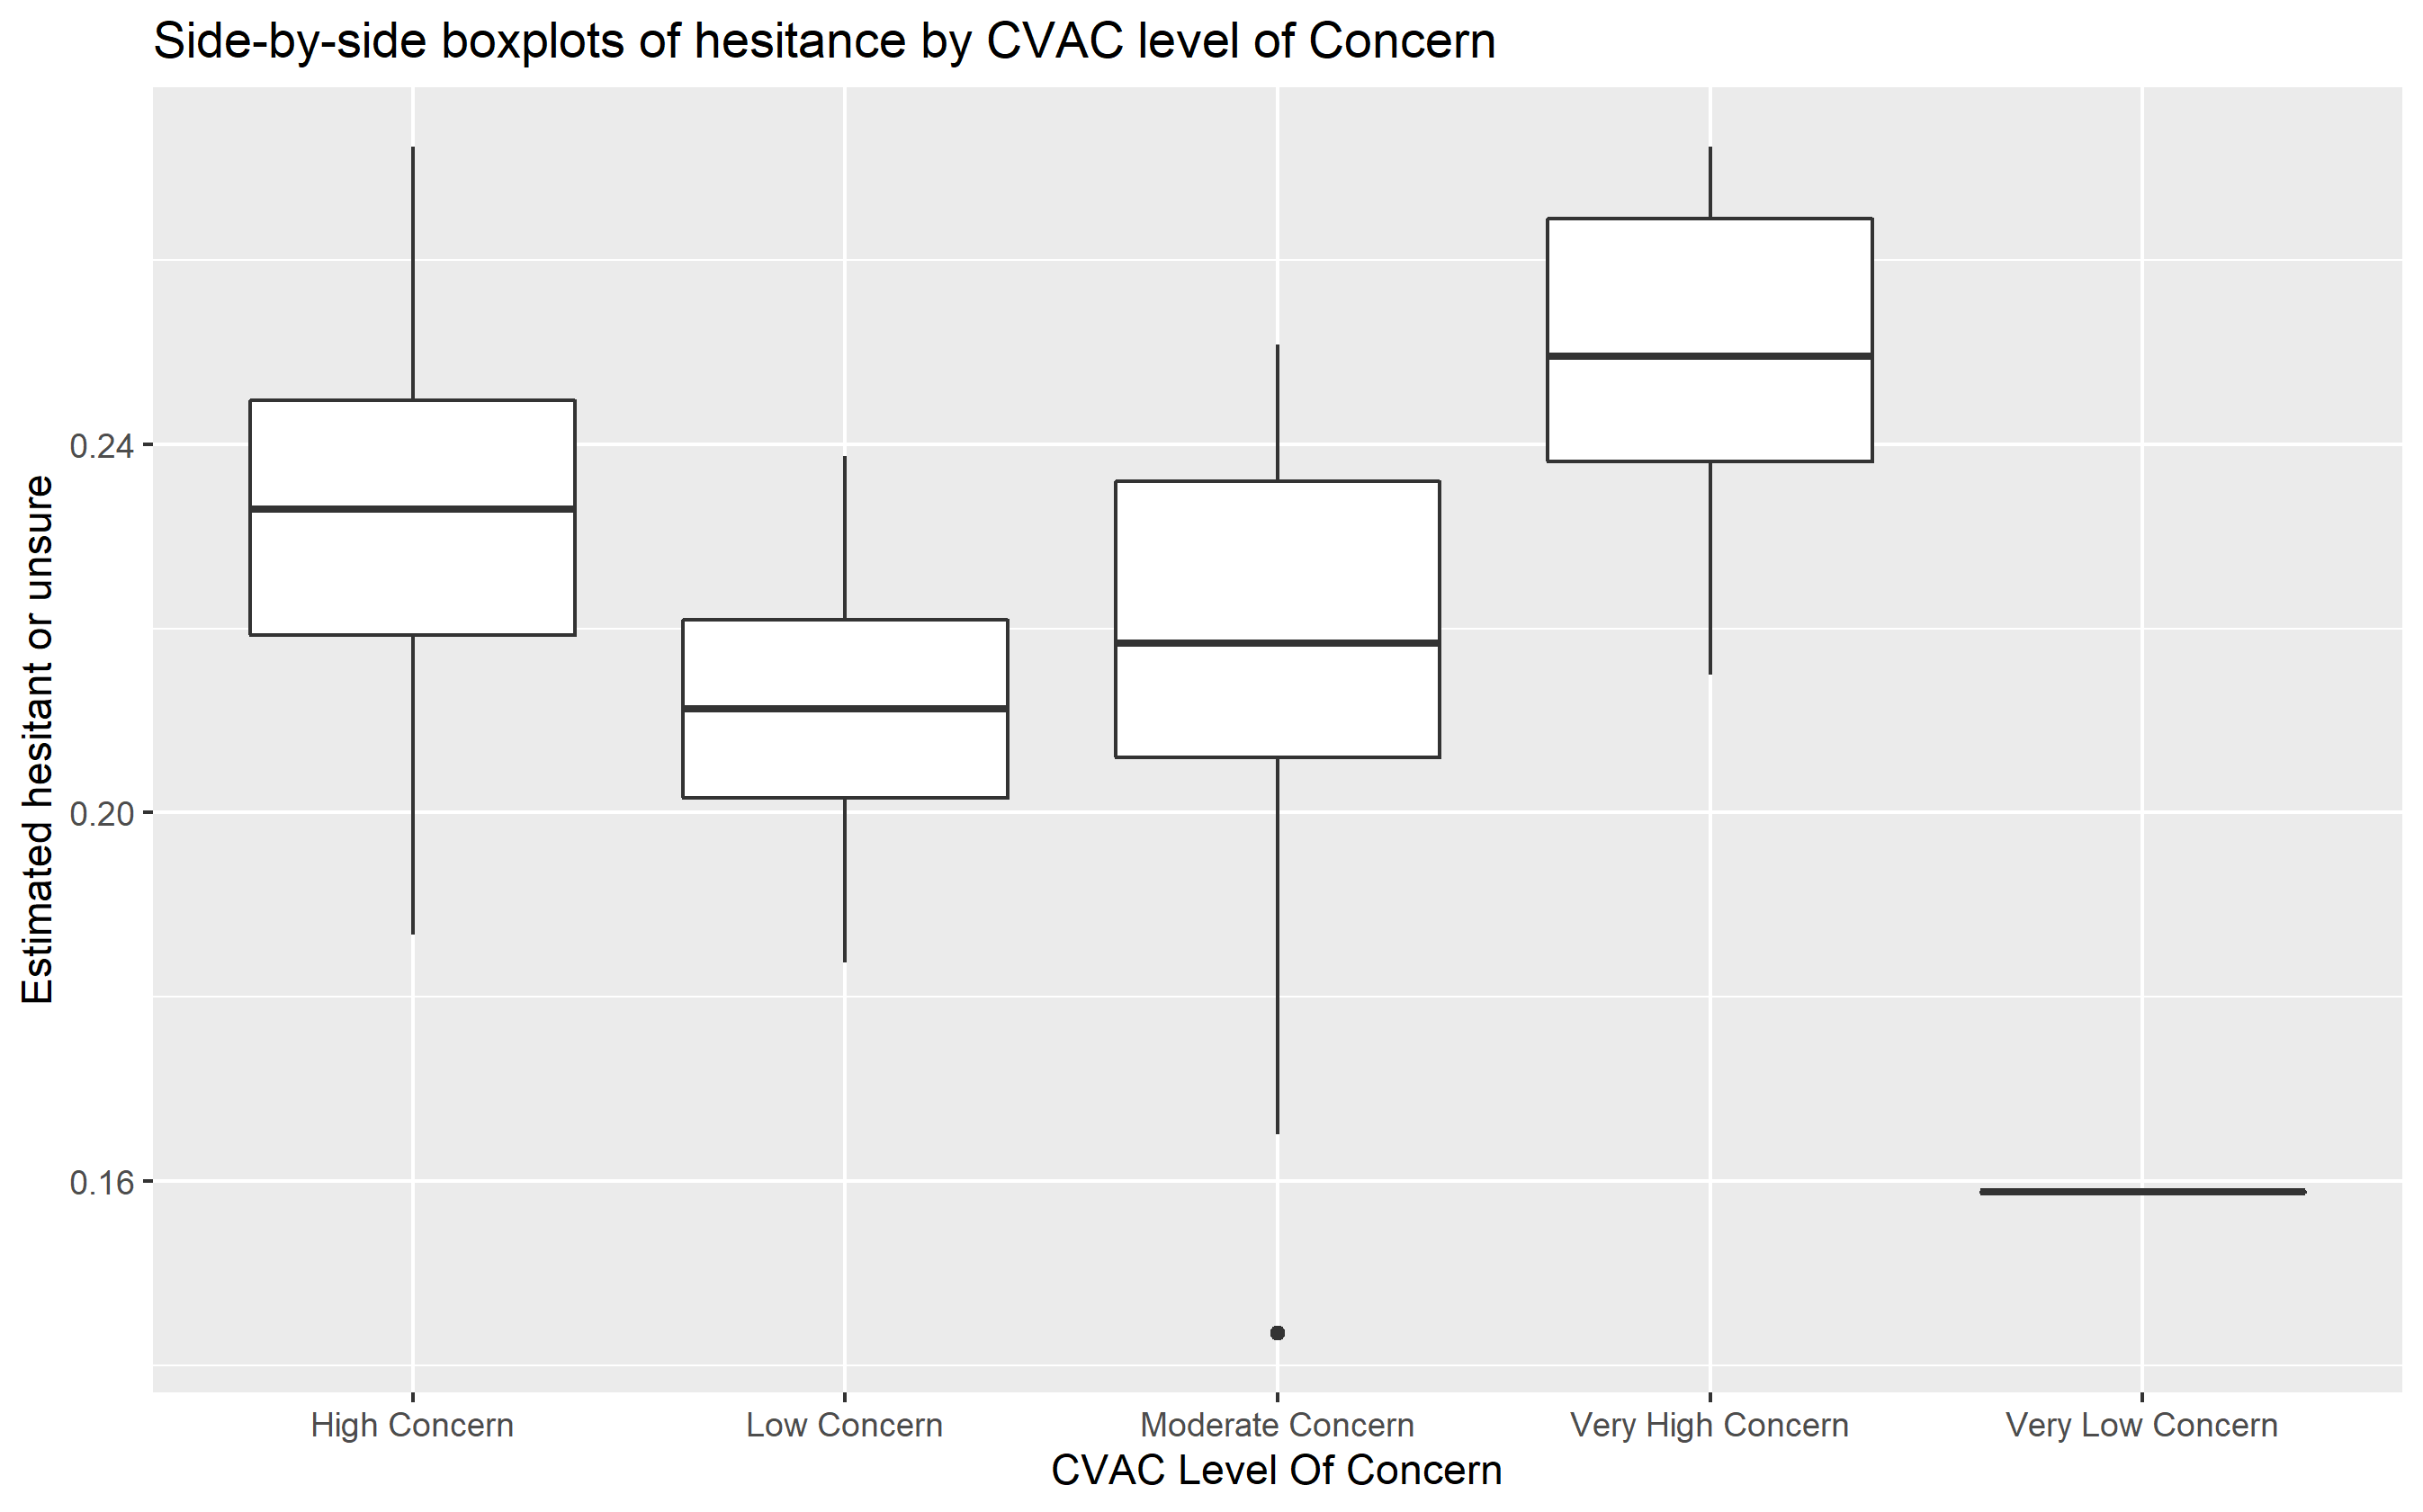 Side-by-side boxplots of hesitance by CVAC level of Concern
Estimated hesitant or unsure
0.24
0.20
0.16
High Concern
Low Concern
Moderate Concern
Very High Concern
Very Low Concern
CVAC Level Of Concern